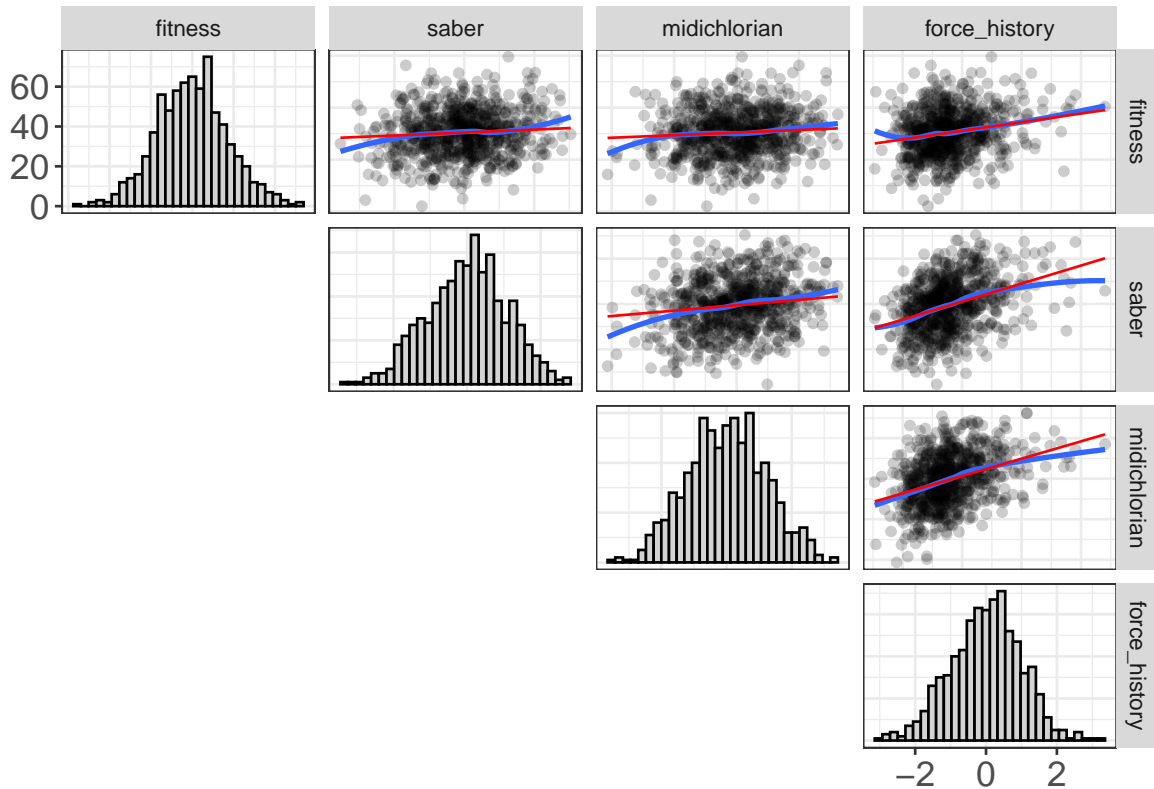 fitness saber midichlorian force_history
60
40
20
0
fitness
saber
midichlorian
force_history
−2 0 2